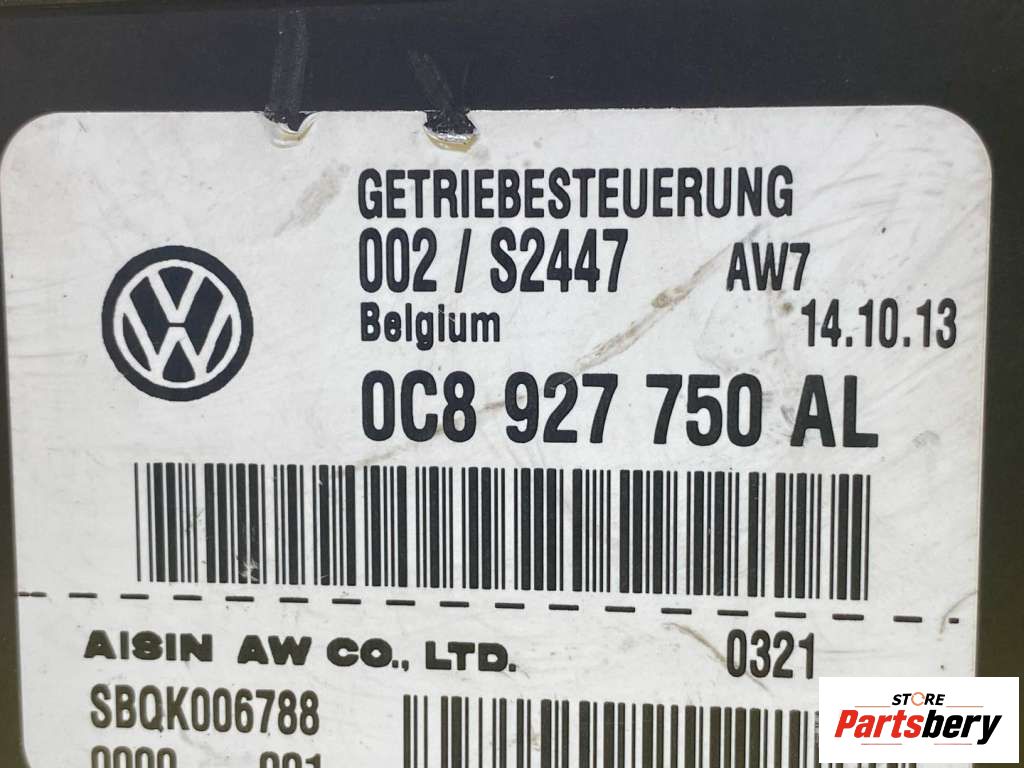 GETRIEBESTEUERUNG
002 / S2447 AW7
Belgium 14.10.13
0C8 927 750 AL
AISIN AW CO., LTD. 0321
SBQK006788
STORE
Partsbery